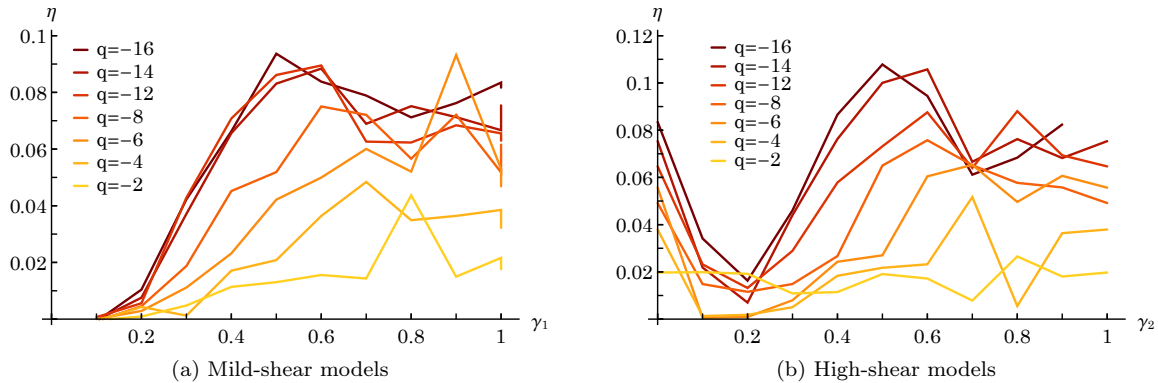 η
0.1
0.08
0.06
0.04
0.02
q=−16
q=−14
q=−12
q=−8
q=−6
q=−4
q=−2
0.2 0.4 0.6 0.8 1
γ1
(a) Mild-shear models
η
0.12
0.1
0.08
0.06
0.04
0.02
q=−16
q=−14
q=−12
q=−8
q=−6
q=−4
q=−2
0.2 0.4 0.6 0.8 1
γ2
(b) High-shear models